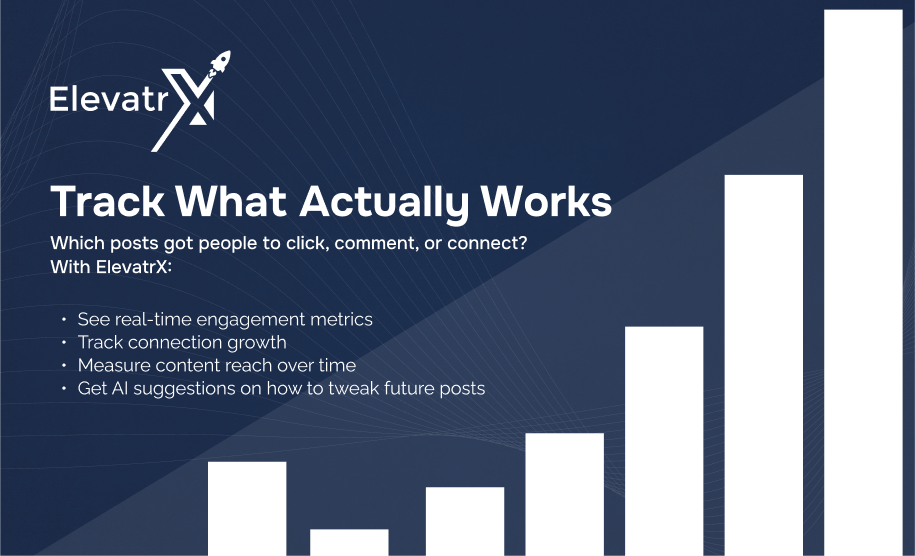 ElevatrX
Track What Actually Works
Which posts got people to click, comment, or connect?
With ElevatrX:
• See real-time engagement metrics
• Track connection growth
• Measure content reach over time
• Get AI suggestions on how to tweak future posts